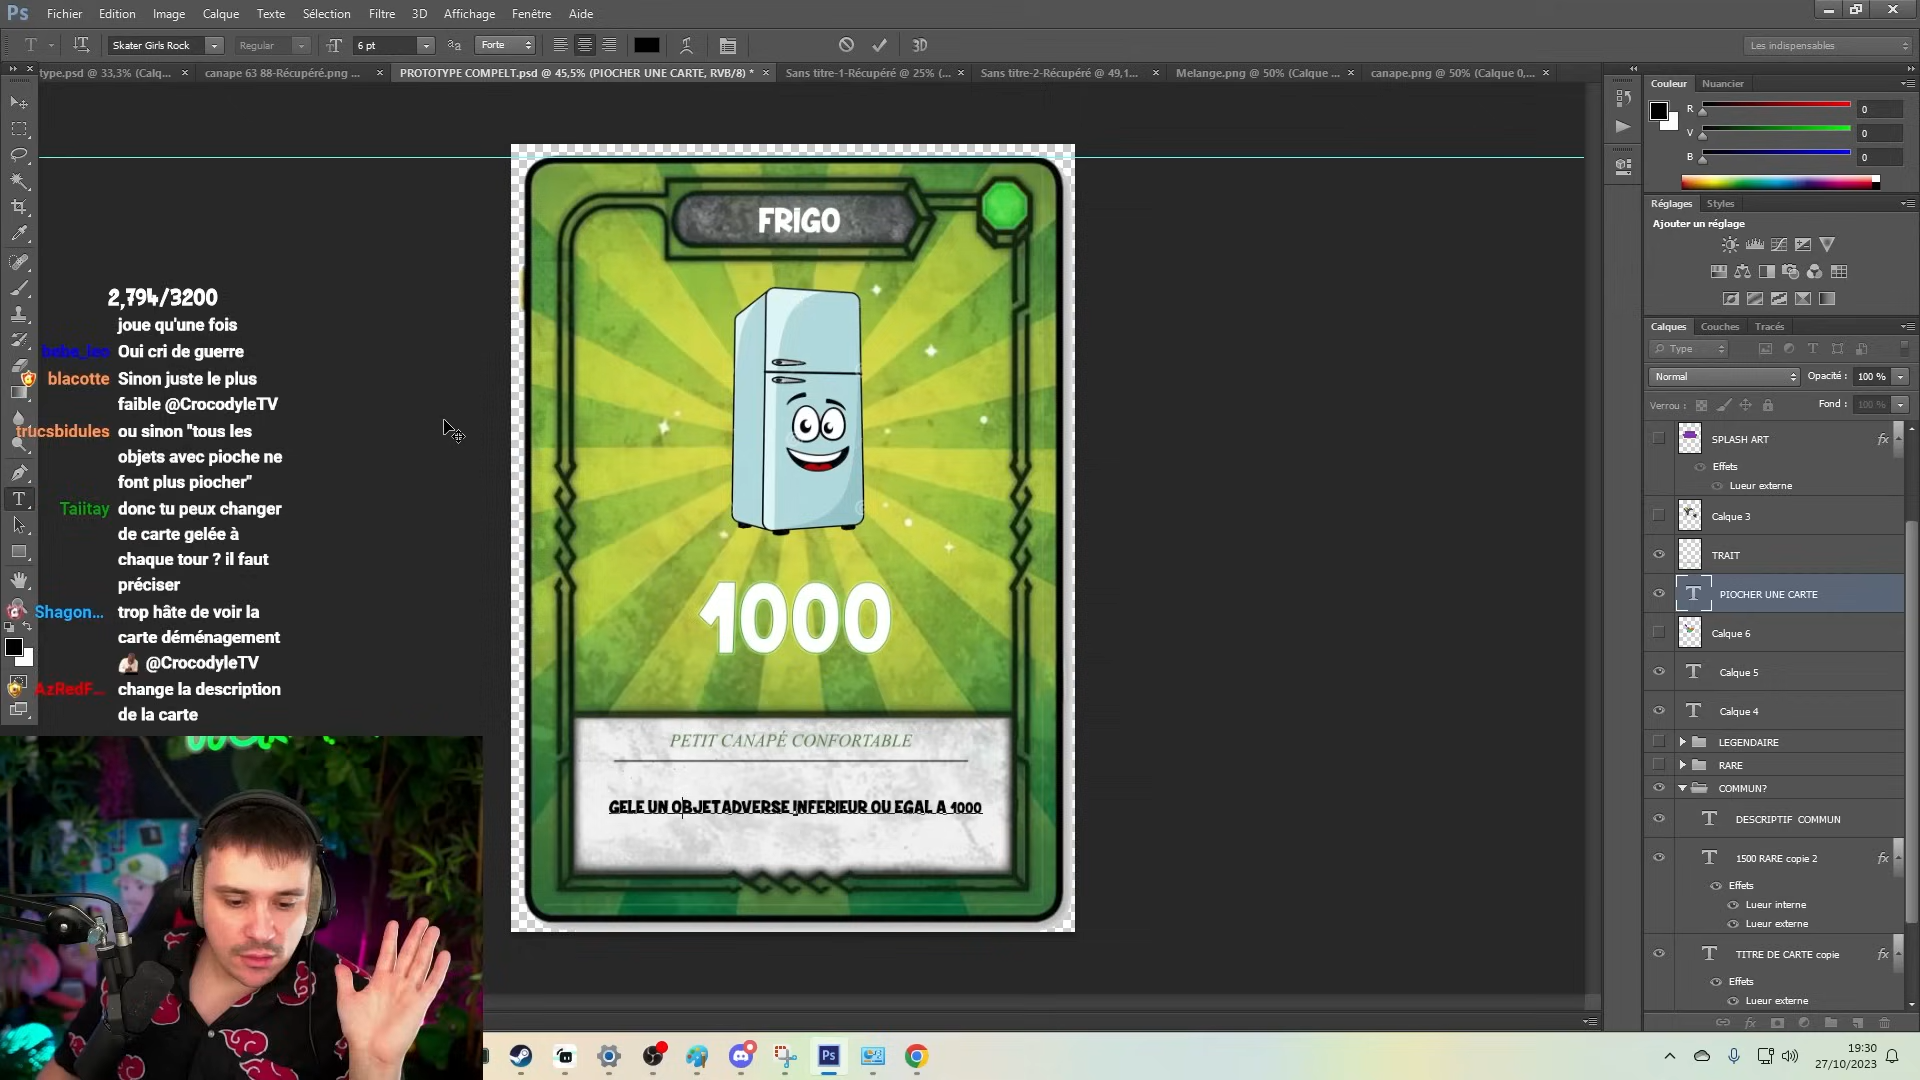 Ps Fichier Edition Image Calque Texte Sélection Filtre 3D Affichage Fenêtre Aide
Skater Girls Rock Regular 6 pt Forte 3D Les indispensables
type.psd @ 33,3% (Calq... canape 63 88-Récupéré.png ... PROTOTYPE COMPELT.psd @ 45,5% (PIOCHER UNE CARTE, RVB/8) * Sans titre-1-Récupéré @ 25% (... Sans titre-2-Récupéré @ 49,1... Melange.png @ 50% (Calque ... canape.png @ 50% (Calque 0,...
Couleur Nuancier
R 0
V 0
B 0
Réglages Styles
Ajouter un réglage
Calques Couches Tracés
Type
Normal Opacité : 100 %
Verrou : Fond : 100 %
SPLASH ART fx
Effets
Lueur externe
Calque 3
TRAIT
PIOCHER UNE CARTE
Calque 6
Calque 5
Calque 4
LEGENDAIRE
RARE
COMMUN?
DESCRIPTIF COMMUN
1500 RARE copie 2 fx
Effets
Lueur interne
Lueur externe
TITRE DE CARTE copie fx
Effets
Lueur externe
2,794/3200
joue qu'une fois
Oui cri de guerre
blacotte Sinon juste le plus
faible @CrocodyleTV
trucsbidules ou sinon "tous les
objets avec pioche ne
font plus piocher"
Taiitay donc tu peux changer
de carte gelée à
chaque tour ? il faut
préciser
Shagon... trop hâte de voir la
carte déménagement
@CrocodyleTV
AzRedF... change la description
de la carte
FRIGO
1000
PETIT CANAPÉ CONFORTABLE
GELE UN OBJET ADVERSE INFERIEUR OU EGAL A 1000
Ps
19:30
27/10/2023